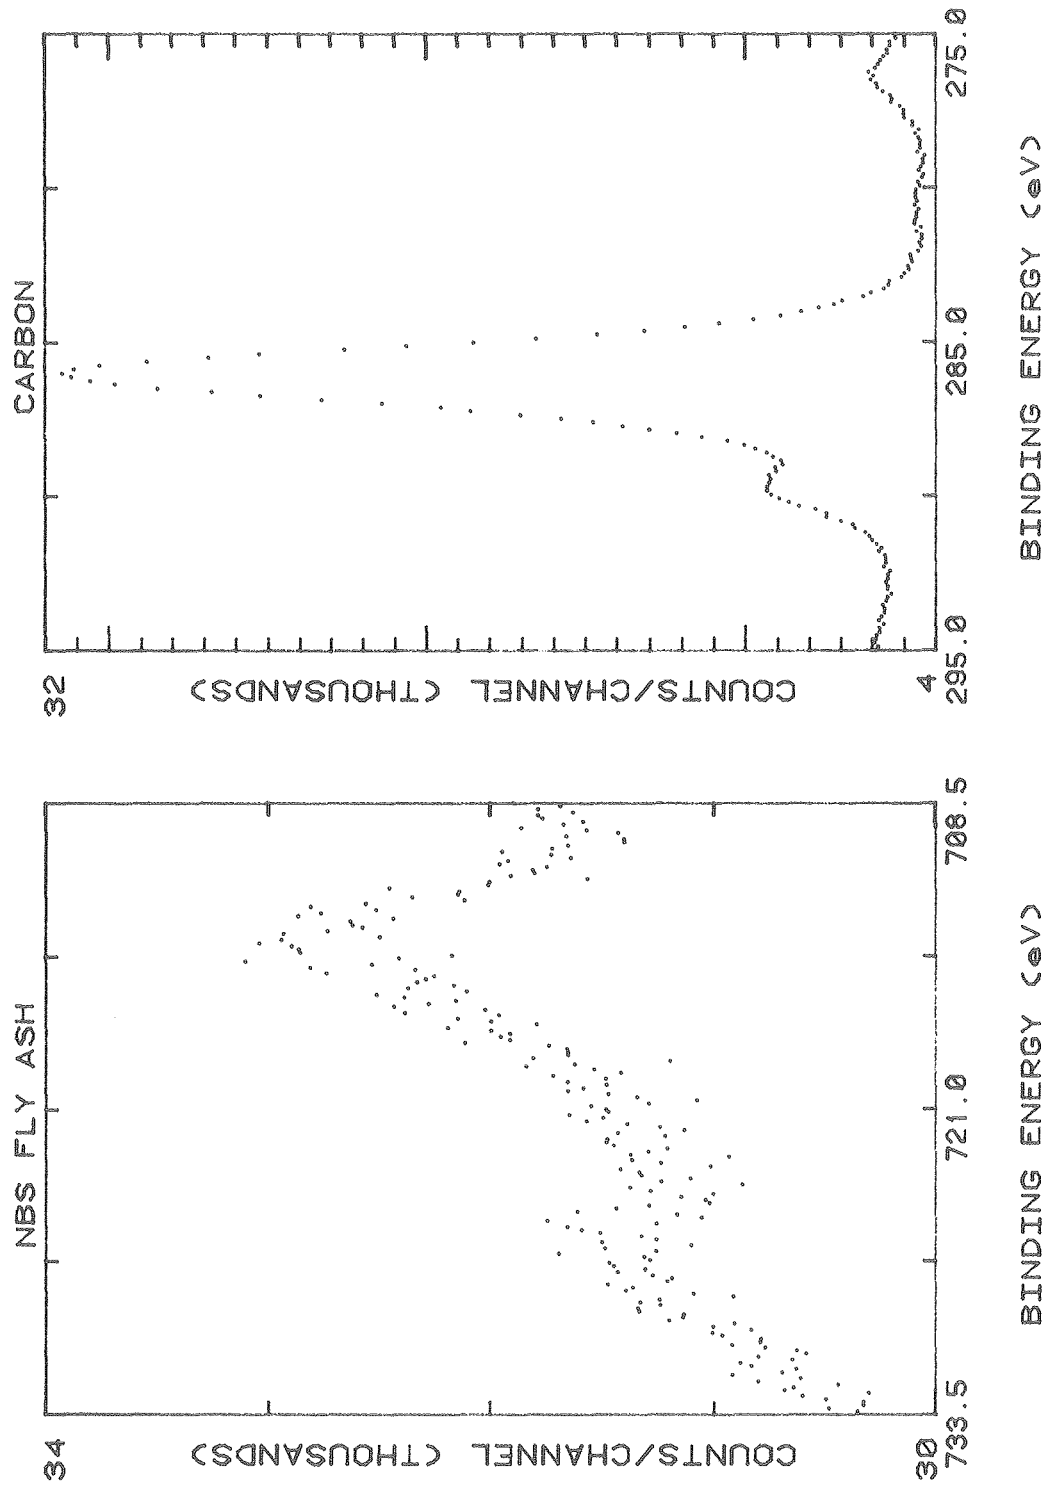 NBS FLY ASH
34
COUNTS/CHANNEL (THOUSANDS)
30
733.5
721.0
708.5
BINDING ENERGY (eV)
CARBON
32
COUNTS/CHANNEL (THOUSANDS)
4
295.0
285.0
275.0
BINDING ENERGY (eV)